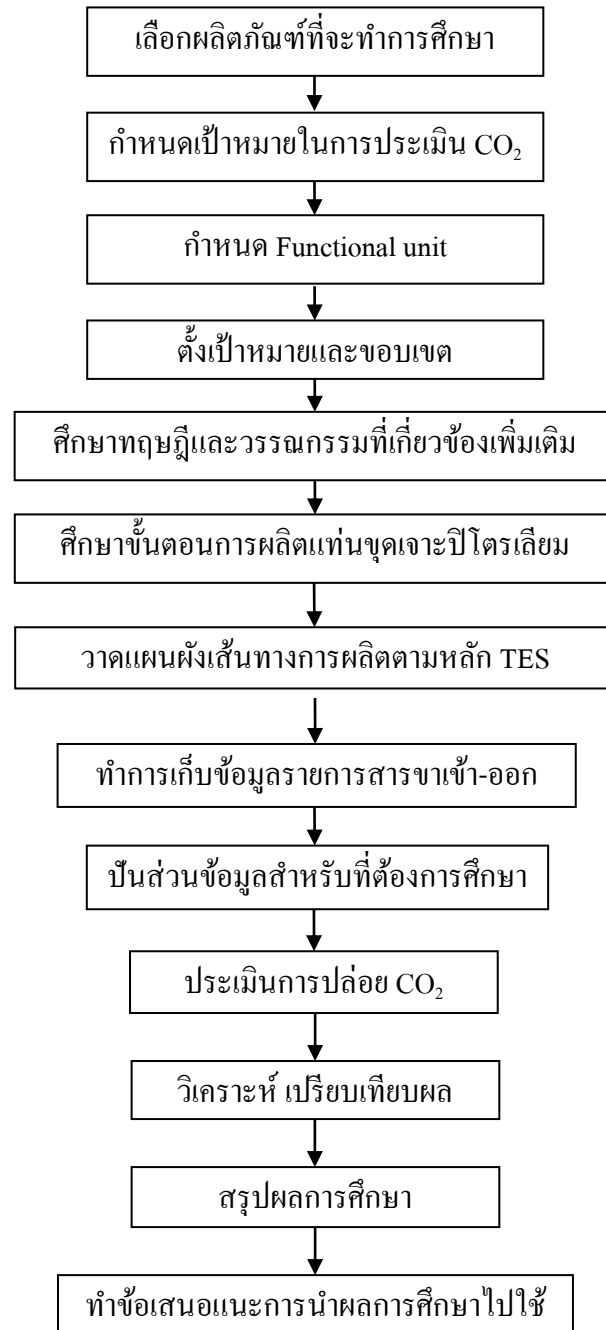 เลือกผลิตภัณฑ์ที่จะทำการศึกษา
กำหนดเป้าหมายในการประเมิน CO₂
กำหนด Functional unit
ตั้งเป้าหมายและขอบเขต
ศึกษาทฤษฎีและวรรณกรรมที่เกี่ยวข้องเพิ่มเติม
ศึกษาขั้นตอนการผลิตแท่นขุดเจาะปิโตรเลียม
วาดแผนผังเส้นทางการผลิตตามหลัก TES
ทำการเก็บข้อมูลรายการสารขาเข้า-ออก
ปันส่วนข้อมูลสำหรับที่ต้องการศึกษา
ประเมินการปล่อย CO₂
วิเคราะห์ เปรียบเทียบผล
สรุปผลการศึกษา
ทำข้อเสนอแนะการนำผลการศึกษาไปใช้